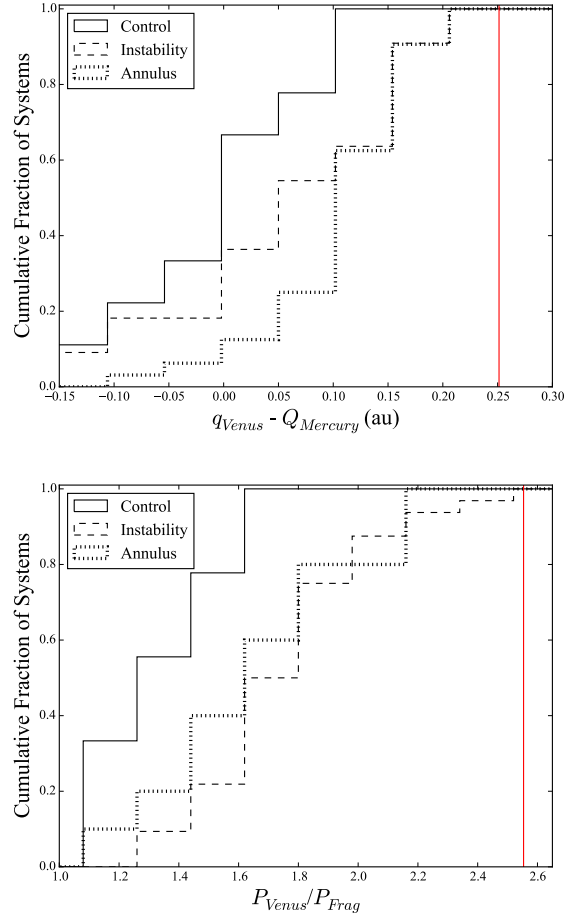 1.0
Control
Instability
Annulus
0.8
0.6
0.4
0.2
0.0
Cumulative Fraction of Systems
−0.15 −0.10 −0.05 0.00 0.05 0.10 0.15 0.20 0.25 0.30
qVenus - QMercury (au)
1.0
Control
Instability
Annulus
0.8
0.6
0.4
0.2
0.0
Cumulative Fraction of Systems
1.0 1.2 1.4 1.6 1.8 2.0 2.2 2.4 2.6
PVenus/PFrag